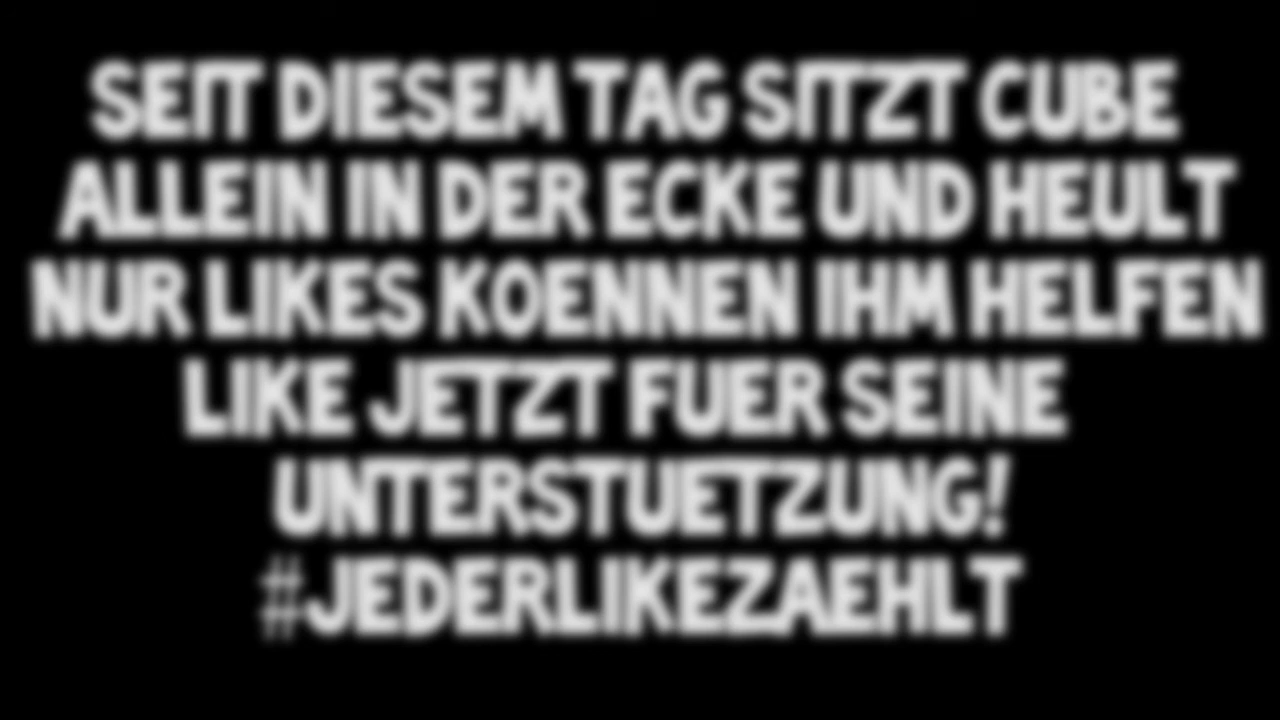 SEIT DIESEM TAG SITZT CUBE
ALLEIN IN DER ECKE UND HEULT
NUR LIKES KOENNEN IHM HELFEN
LIKE JETZT FUER SEINE
UNTERSTUETZUNG!
#JEDERLIKEZAEHLT